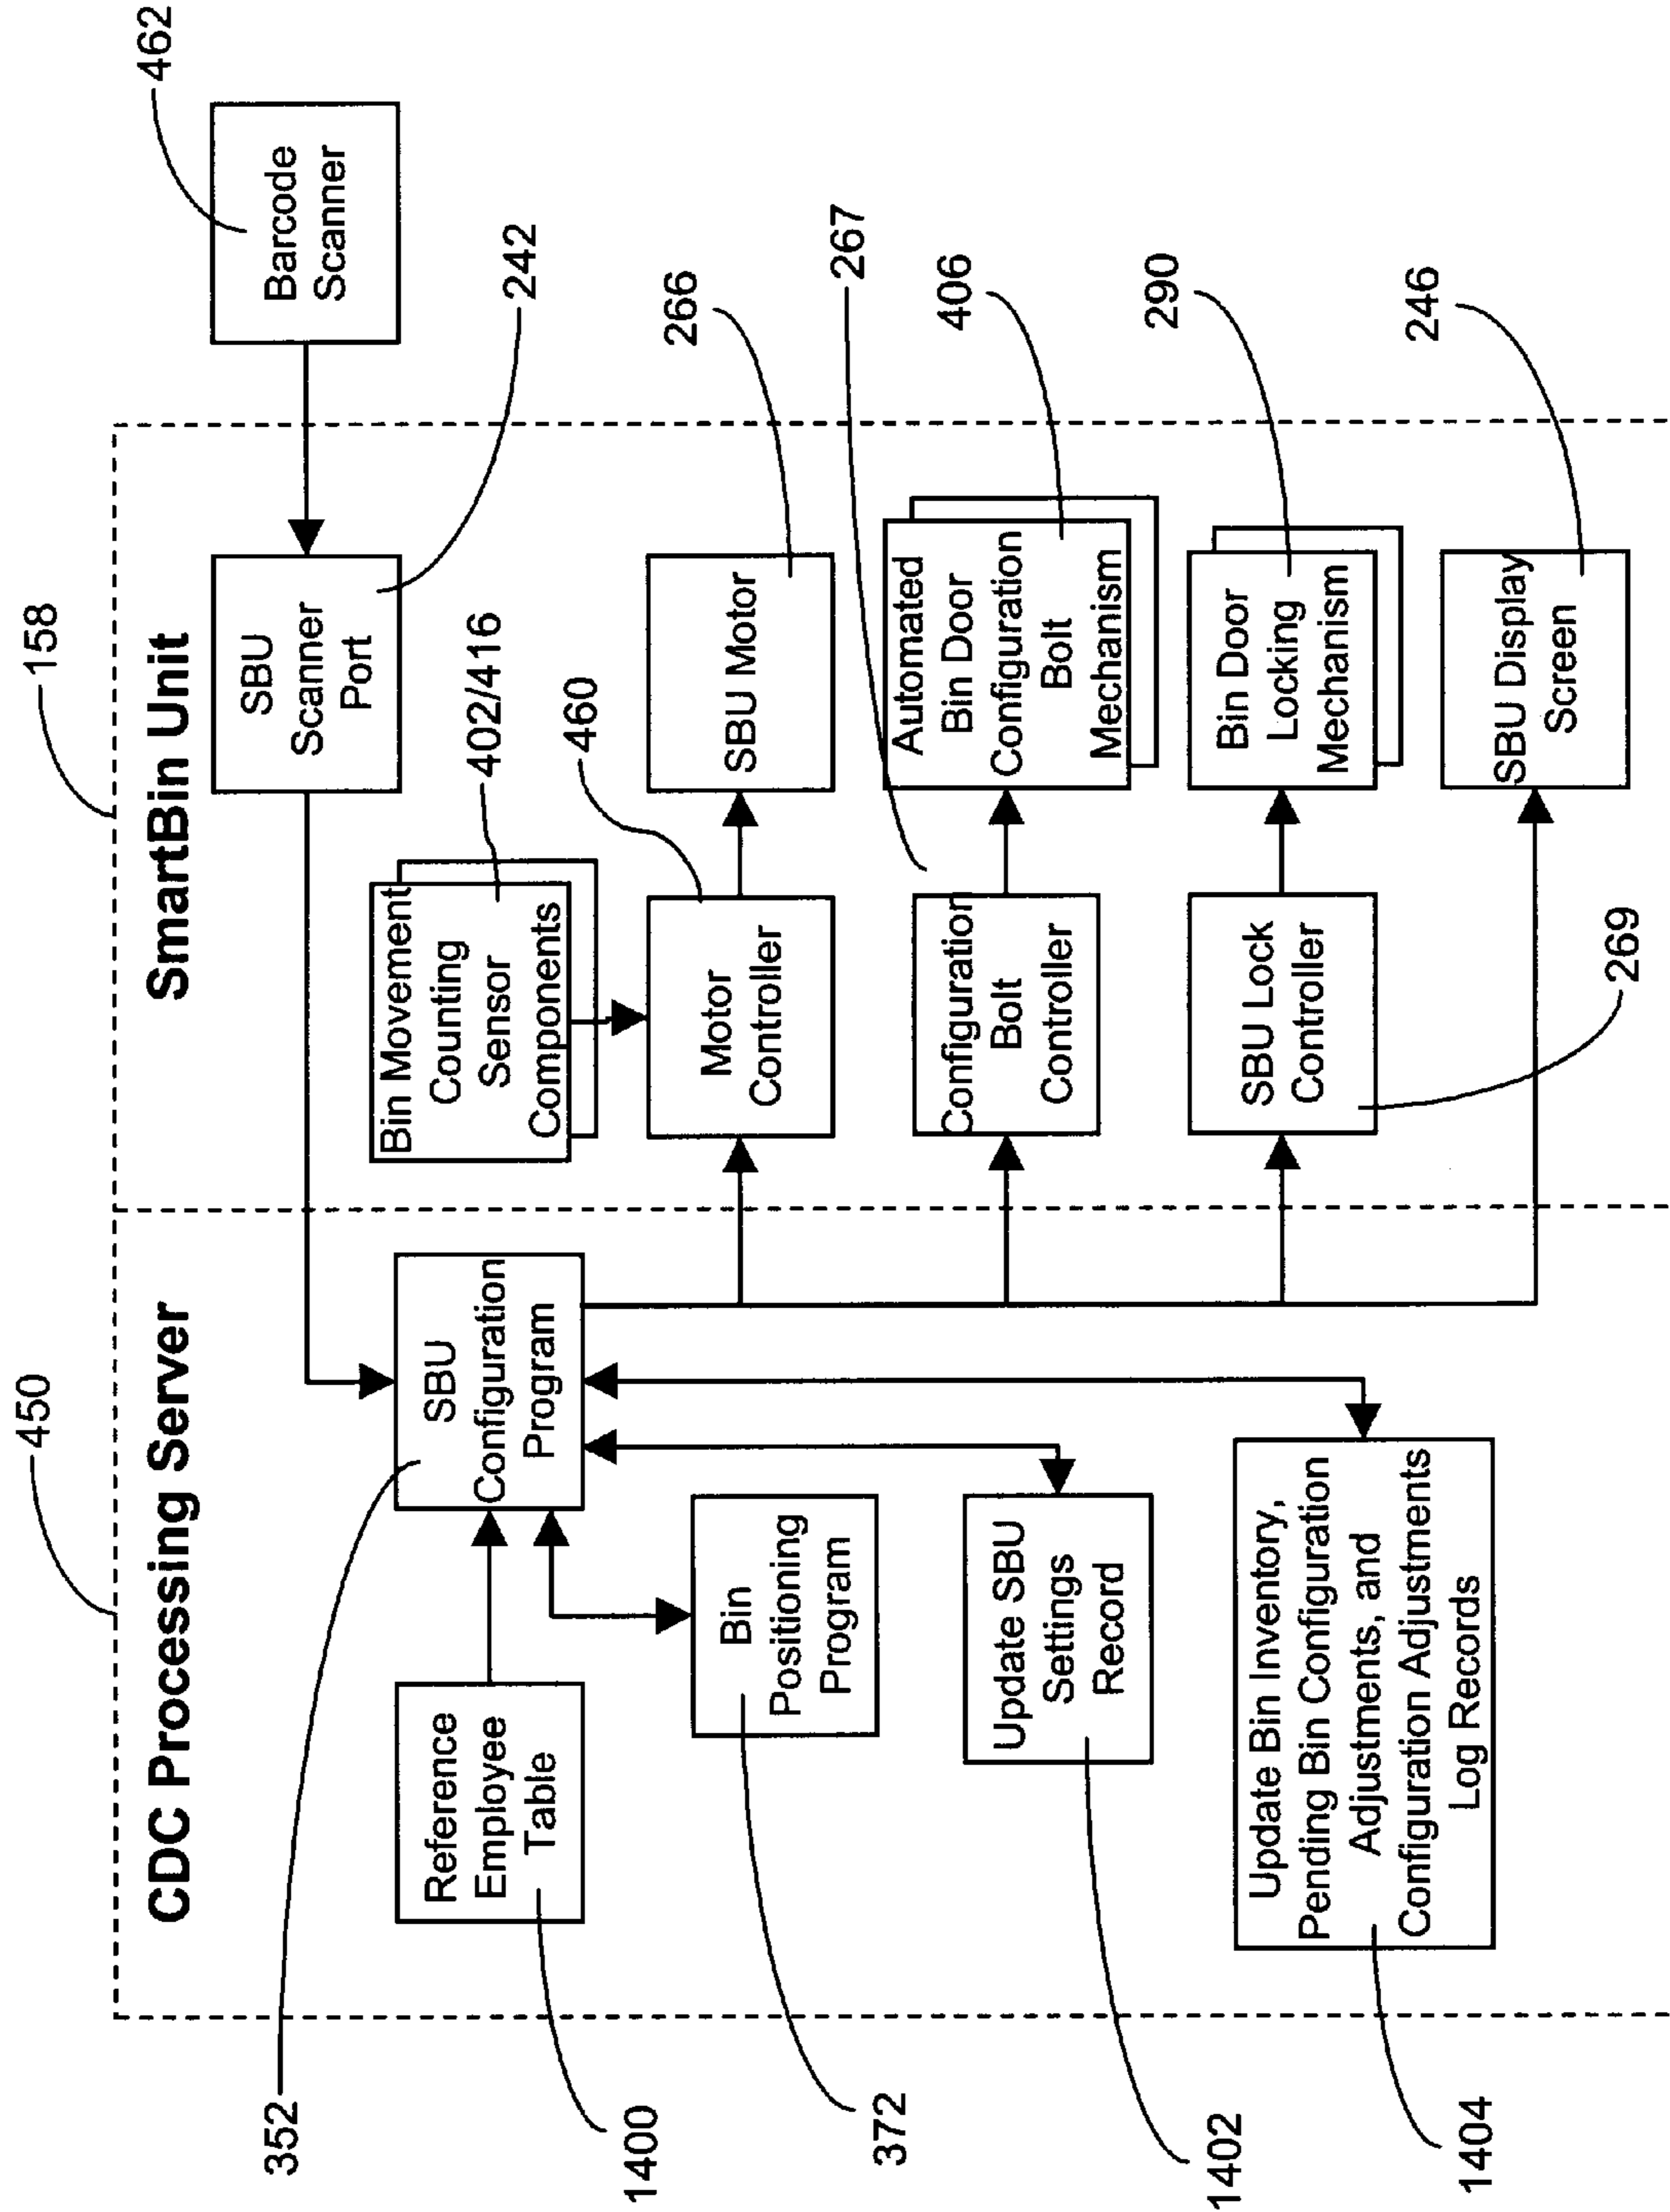 450
158
462
CDC Processing Server
SmartBin Unit
Barcode
Scanner
SBU
Scanner
Port
242
352
SBU
Configuration
Program
Bin Movement
Counting
Sensor
Components
402/416
Reference
Employee
Table
1400
460
Motor
Controller
SBU Motor
266
Bin
Positioning
Program
372
267
Configuration
Bolt
Controller
Automated
Bin Door
Configuration
Bolt
Mechanism
406
Update SBU
Settings
Record
1402
SBU Lock
Controller
269
Bin Door
Locking
Mechanism
290
Update Bin Inventory,
Pending Bin Configuration
Adjustments, and
Configuration Adjustments
Log Records
1404
SBU Display
Screen
246